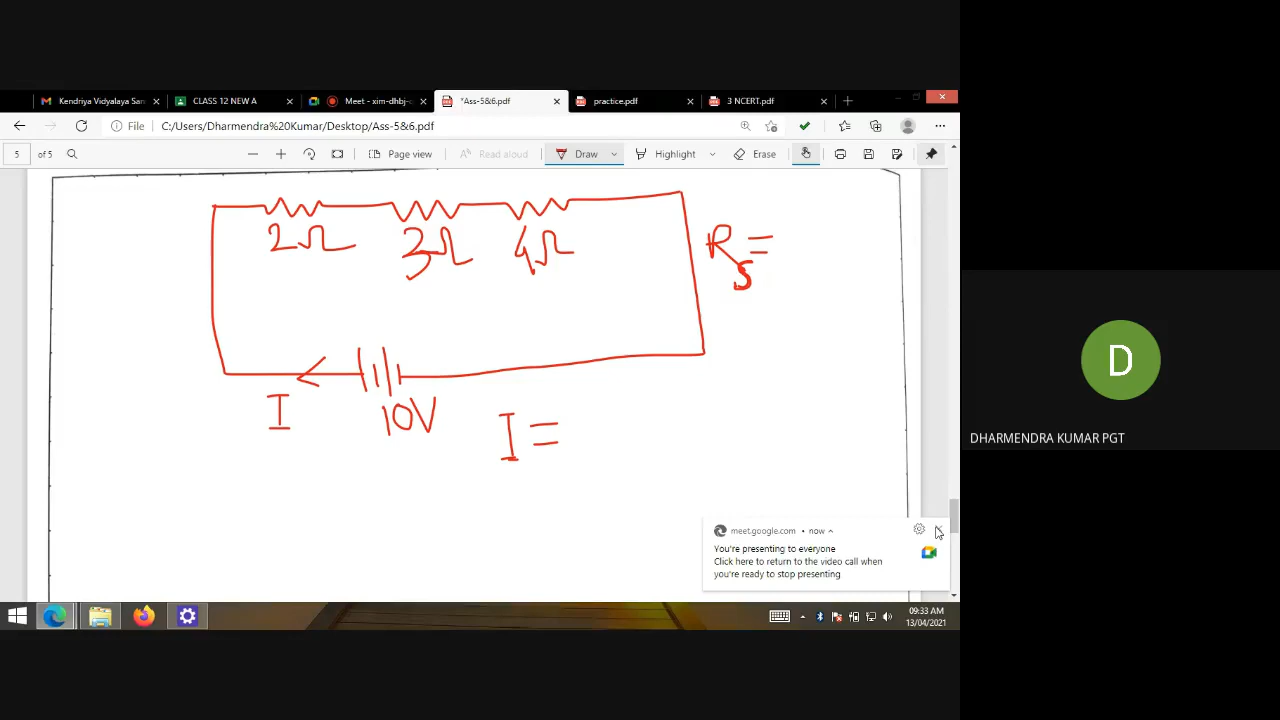 Kendriya Vidyalaya San
CLASS 12 NEW A
Meet - xim-dhbj-c
*Ass-5&6.pdf
practice.pdf
3 NCERT.pdf
File
C:/Users/Dharmendra%20Kumar/Desktop/Ass-5&6.pdf
5 of 5
Page view
Read aloud
Draw
Highlight
Erase
2Ω 3Ω 4Ω
R_S =
I
10V
I =
meet.google.com • now
You're presenting to everyone
Click here to return to the video call when
you're ready to stop presenting
D
DHARMENDRA KUMAR PGT
09:33 AM
13/04/2021